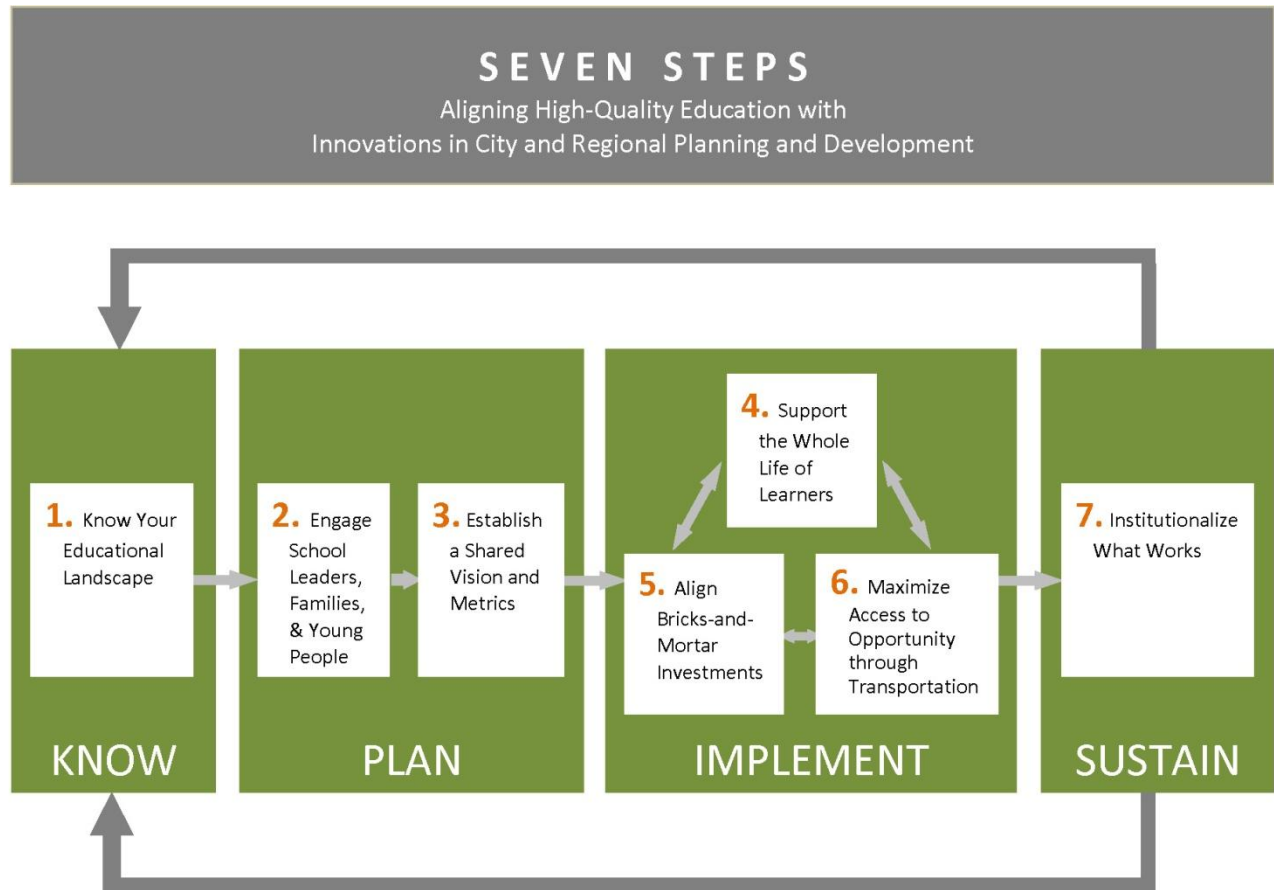 SEVEN STEPS
Aligning High-Quality Education with
Innovations in City and Regional Planning and Development
1. Know Your
Educational
Landscape
KNOW
2. Engage
School
Leaders,
Families,
& Young
People
3. Establish
a Shared
Vision and
Metrics
PLAN
4. Support
the Whole
Life of
Learners
5. Align
Bricks-and-
Mortar
Investments
6. Maximize
Access to
Opportunity
through
Transportation
IMPLEMENT
7. Institutionalize
What Works
SUSTAIN